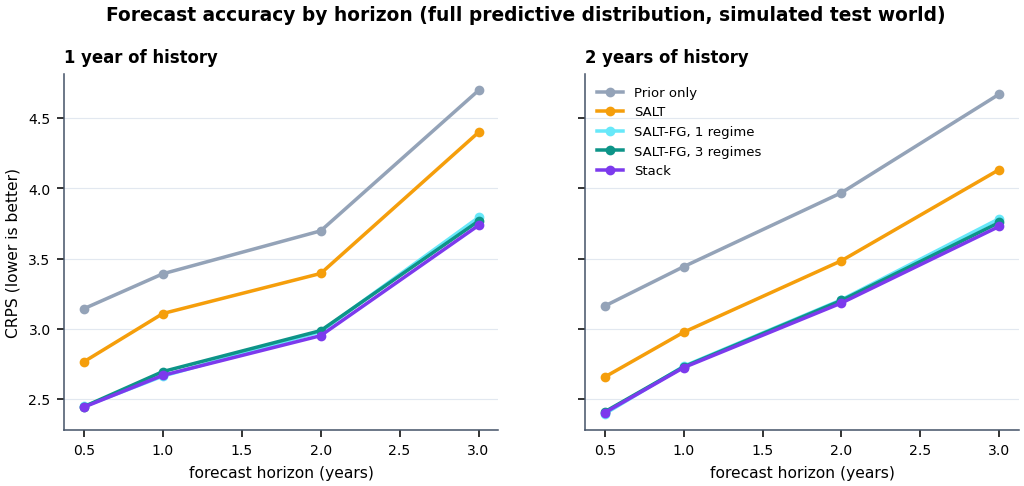 Forecast accuracy by horizon (full predictive distribution, simulated test world)
1 year of history
2 years of history
CRPS (lower is better)
4.5
4.0
3.5
3.0
2.5
0.5 1.0 1.5 2.0 2.5 3.0
forecast horizon (years)
Prior only
SALT
SALT-FG, 1 regime
SALT-FG, 3 regimes
Stack
0.5 1.0 1.5 2.0 2.5 3.0
forecast horizon (years)